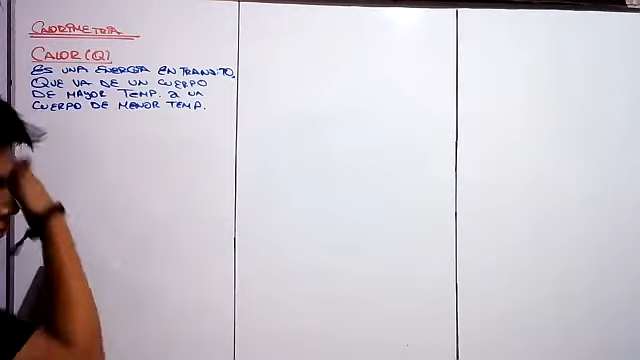 CALORIMETRIA
CALOR (Q)
ES UNA ENERGIA EN TRANSITO,
QUE VA DE UN CUERPO
DE MAYOR TEMP. a UN
CUERPO DE MENOR TEMP.